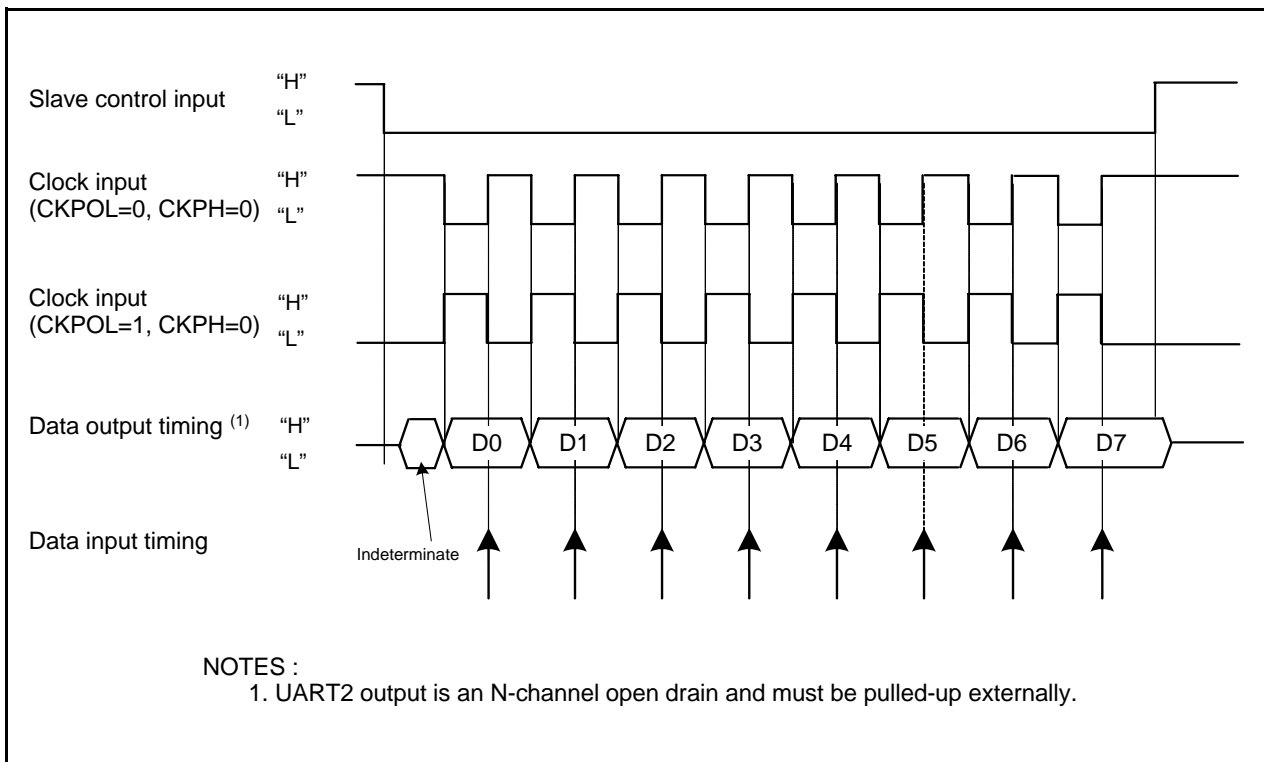 Slave control input
“H”
“L”
Clock input
(CKPOL=0, CKPH=0)
“H”
“L”
Clock input
(CKPOL=1, CKPH=0)
“H”
“L”
Data output timing (1)
“H”
“L”
D0 D1 D2 D3 D4 D5 D6 D7
Data input timing
Indeterminate
NOTES :
1. UART2 output is an N-channel open drain and must be pulled-up externally.